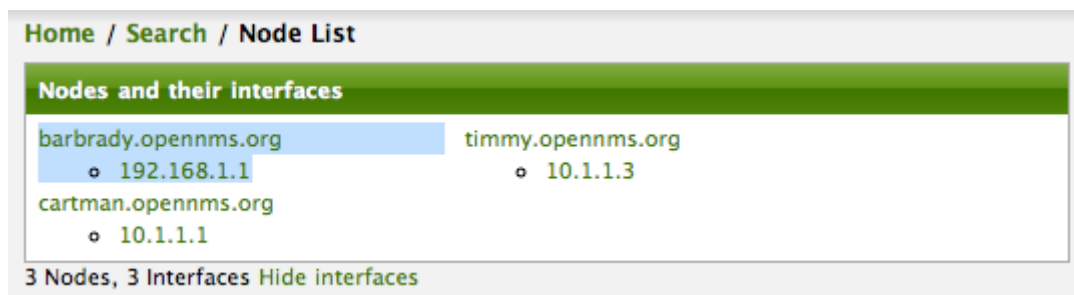 Home / Search / Node List
Nodes and their interfaces
barbrady.opennms.org
192.168.1.1
cartman.opennms.org
10.1.1.1
timmy.opennms.org
10.1.1.3
3 Nodes, 3 Interfaces Hide interfaces